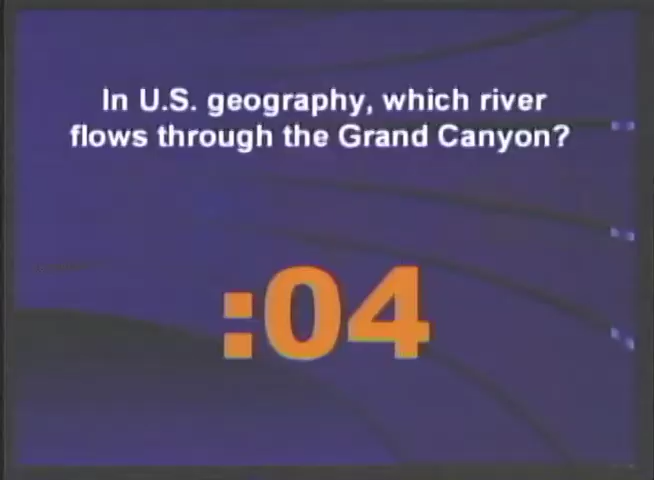 In U.S. geography, which river
flows through the Grand Canyon?
:04